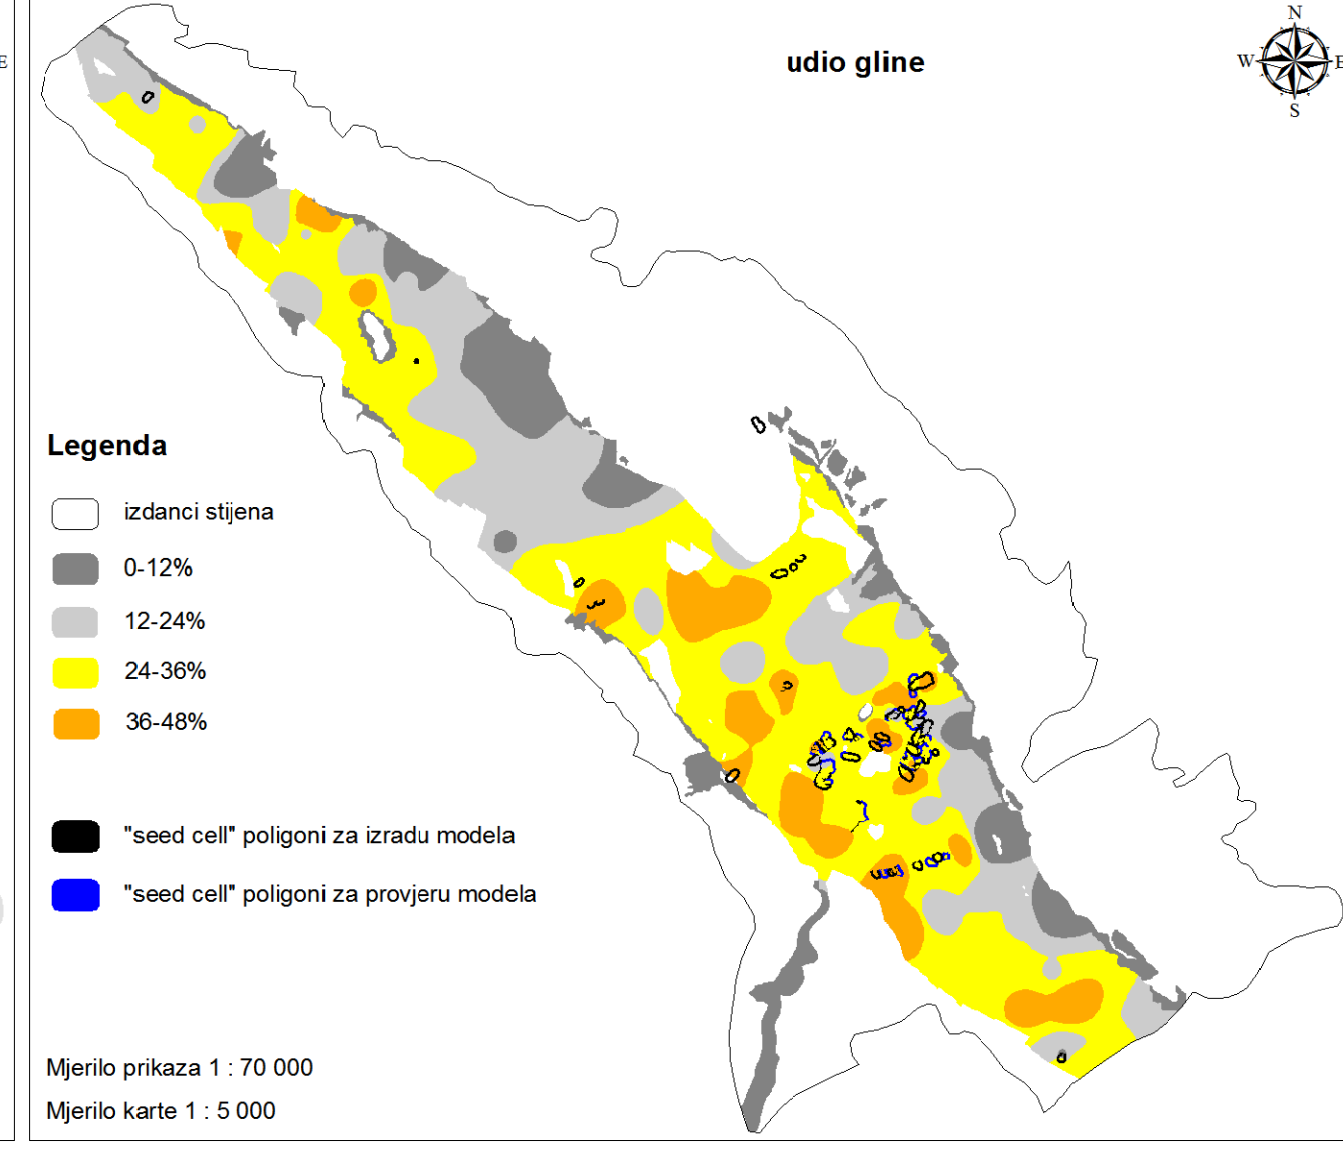 udio gline
N
W
E
S
E
Legenda
izdanci stijena
0-12%
12-24%
24-36%
36-48%
"seed cell" poligoni za izradu modela
"seed cell" poligoni za provjeru modela
Mjerilo prikaza 1 : 70 000
Mjerilo karte 1 : 5 000